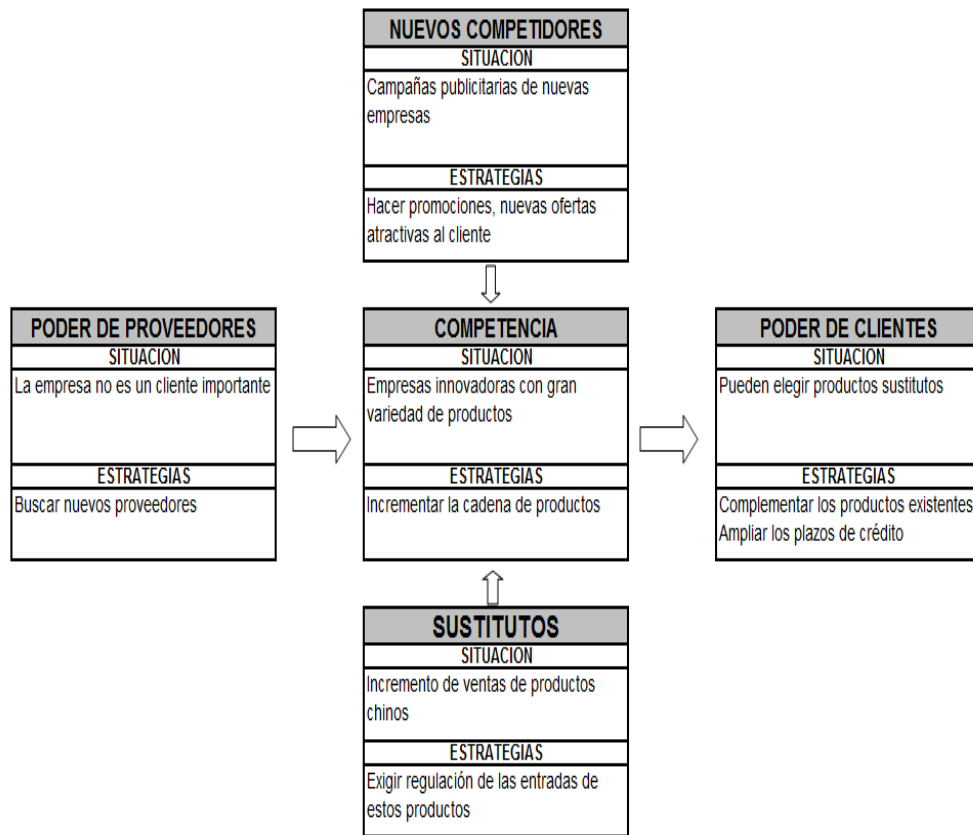 NUEVOS COMPETIDORES
SITUACION
Campañas publicitarias de nuevas
empresas
ESTRATEGIAS
Hacer promociones, nuevas ofertas
atractivas al cliente
PODER DE PROVEEDORES
SITUACION
La empresa no es un cliente importante
ESTRATEGIAS
Buscar nuevos proveedores
COMPETENCIA
SITUACION
Empresas innovadoras con gran
variedad de productos
ESTRATEGIAS
Incrementar la cadena de productos
PODER DE CLIENTES
SITUACION
Pueden elegir productos sustitutos
ESTRATEGIAS
Complementar los productos existentes
Ampliar los plazos de crédito
SUSTITUTOS
SITUACION
Incremento de ventas de productos
chinos
ESTRATEGIAS
Exigir regulación de las entradas de
estos productos